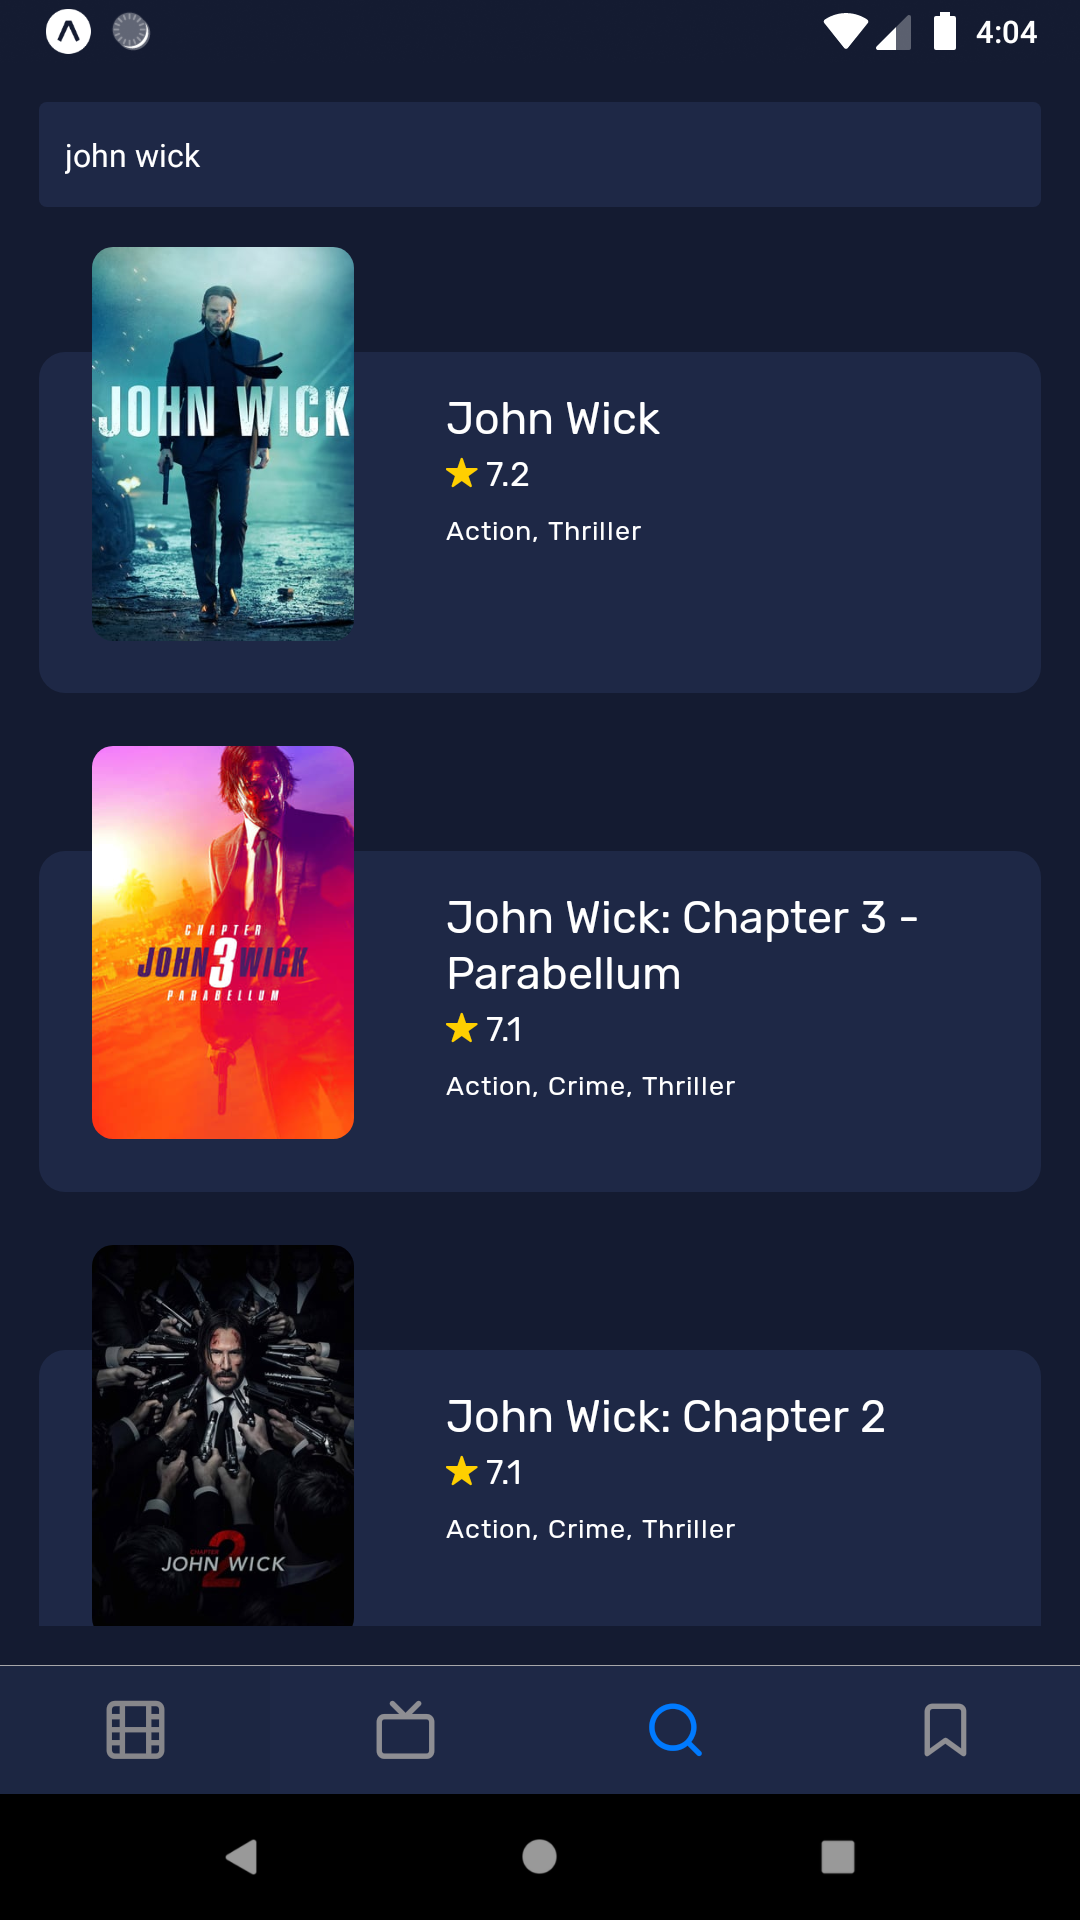 4:04
john wick
JOHN WICK
John Wick
7.2
Action, Thriller
CHAPTER
JOHN 3 WICK
PARABELLUM
John Wick: Chapter 3 -
Parabellum
7.1
Action, Crime, Thriller
CHAPTER
2
JOHN WICK
John Wick: Chapter 2
7.1
Action, Crime, Thriller